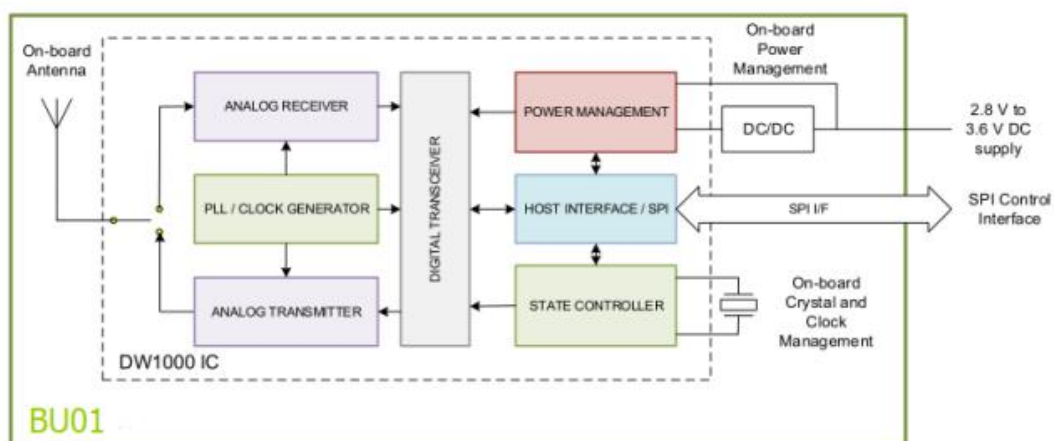 On-board
Antenna
ANALOG RECEIVER
PLL / CLOCK GENERATOR
ANALOG TRANSMITTER
DIGITAL TRANSCEIVER
POWER MANAGEMENT
HOST INTERFACE / SPI
STATE CONTROLLER
On-board
Power
Management
DC/DC
2.8 V to
3.6 V DC
supply
SPI I/F
SPI Control
Interface
On-board
Crystal and
Clock
Management
DW1000 IC
BU01